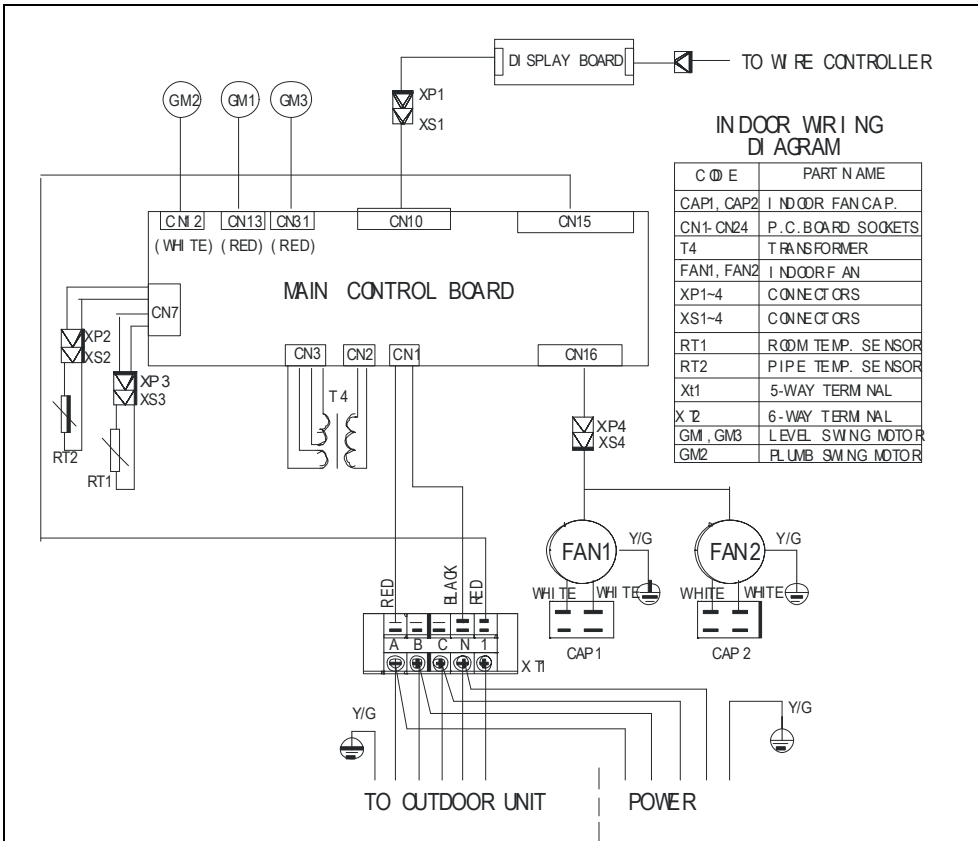 DISPLAY BOARD
TO WIRE CONTROLLER
GM2
GM1
GM3
XP1
XS1
INDOOR WIRING
DIAGRAM
CODE PART NAME
CAP1, CAP2 INDOOR FAN CAP.
CN1-CN24 P.C.BOARD SOCKETS
T4 TRANSFORMER
FAN1, FAN2 INDOOR FAN
XP1~4 CONNECTORS
XS1~4 CONNECTORS
RT1 ROOM TEMP. SENSOR
RT2 PIPE TEMP. SENSOR
Xt1 5-WAY TERMINAL
XT2 6-WAY TERMINAL
GM1, GM3 LEVEL SWING MOTOR
GM2 PLUMB SWING MOTOR
CN12
CN13
CN31
CN10
CN15
(WHITE)
(RED)
(RED)
MAIN CONTROL BOARD
CN7
XP2
XS2
CN3
CN2
CN1
CN16
XP3
XS3
T4
RT2
RT1
XP4
XS4
FAN1
Y/G
FAN2
Y/G
RED
BLACK
RED
WHITE
WHITE
WHITE
WHITE
CAP1
CAP2
A B C N 1
XT1
Y/G
Y/G
TO OUTDOOR UNIT
POWER